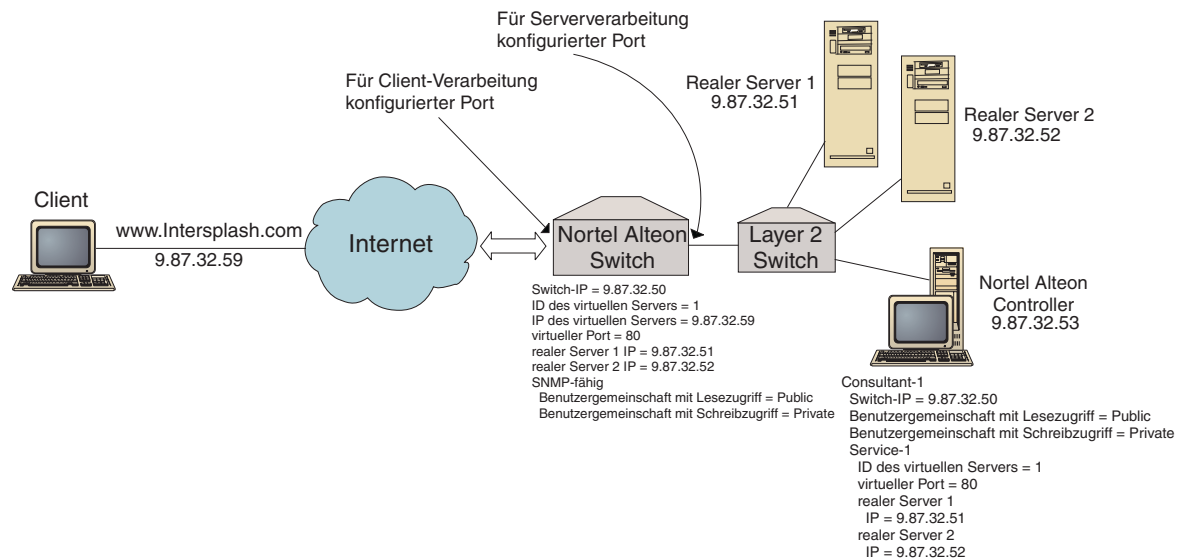 Für Serververarbeitung
konfigurierter Port
Für Client-Verarbeitung
konfigurierter Port
Realer Server 1
9.87.32.51
Realer Server 2
9.87.32.52
Client
www.Intersplash.com
9.87.32.59
Internet
Nortel Alteon
Switch
Layer 2
Switch
Nortel Alteon
Controller
9.87.32.53
Switch-IP = 9.87.32.50
ID des virtuellen Servers = 1
IP des virtuellen Servers = 9.87.32.59
virtueller Port = 80
realer Server 1 IP = 9.87.32.51
realer Server 2 IP = 9.87.32.52
SNMP-fähig
Benutzergemeinschaft mit Lesezugriff = Public
Benutzergemeinschaft mit Schreibzugriff = Private
Consultant-1
Switch-IP = 9.87.32.50
Benutzergemeinschaft mit Lesezugriff = Public
Benutzergemeinschaft mit Schreibzugriff = Private
Service-1
ID des virtuellen Servers = 1
virtueller Port = 80
realer Server 1
IP = 9.87.32.51
realer Server 2
IP = 9.87.32.52